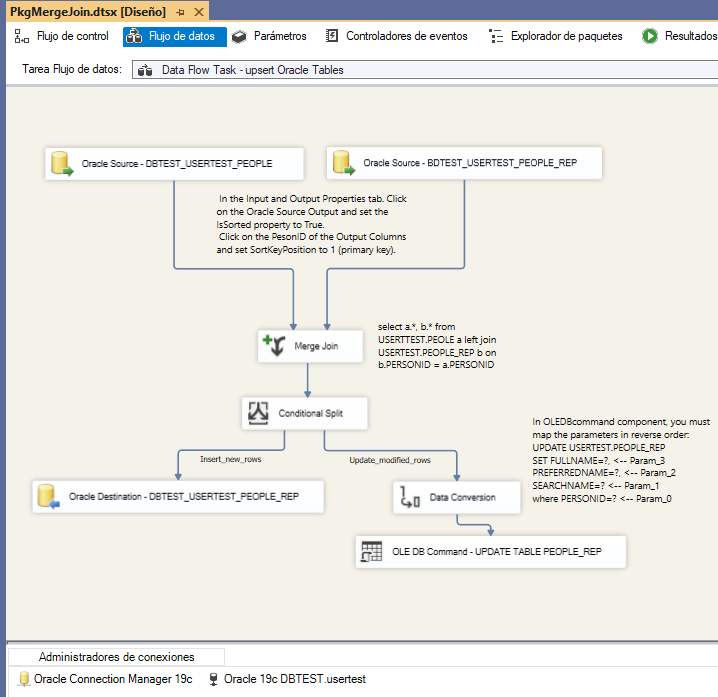 PkgMergeJoin.dtsx [Diseño]
Flujo de control
Flujo de datos
Parámetros
Controladores de eventos
Explorador de paquetes
Resultados
Tarea Flujo de datos:
Data Flow Task - upsert Oracle Tables
Oracle Source - DBTEST_USERTEST_PEOPLE
Oracle Source - BDTEST_USERTEST_PEOPLE_REP
In the Input and Output Properties tab. Click
on the Oracle Source Output and set the
IsSorted property to True.
Click on the PesonID of the Output Columns
and set SortKeyPosition to 1 (primary key).
Merge Join
select a.*, b.* from
USERTTEST.PEOLE a left join
USERTEST.PEOPLE_REP b on
b.PERSONID = a.PERSONID
Conditional Split
Insert_new_rows
Update_modified_rows
In OLEDBcommand component, you must
map the parameters in reverse order:
UPDATE USERTEST.PEOPLE_REP
SET FULLNAME=?, <-- Param_3
PREFERREDNAME=?, <-- Param_2
SEARCHNAME=? <-- Param_1
where PERSONID=? <-- Param_0
Oracle Destination - DBTEST_USERTEST_PEOPLE_REP
Data Conversion
OLE DB Command - UPDATE TABLE PEOPLE_REP
Administradores de conexiones
Oracle Connection Manager 19c
Oracle 19c DBTEST.usertest